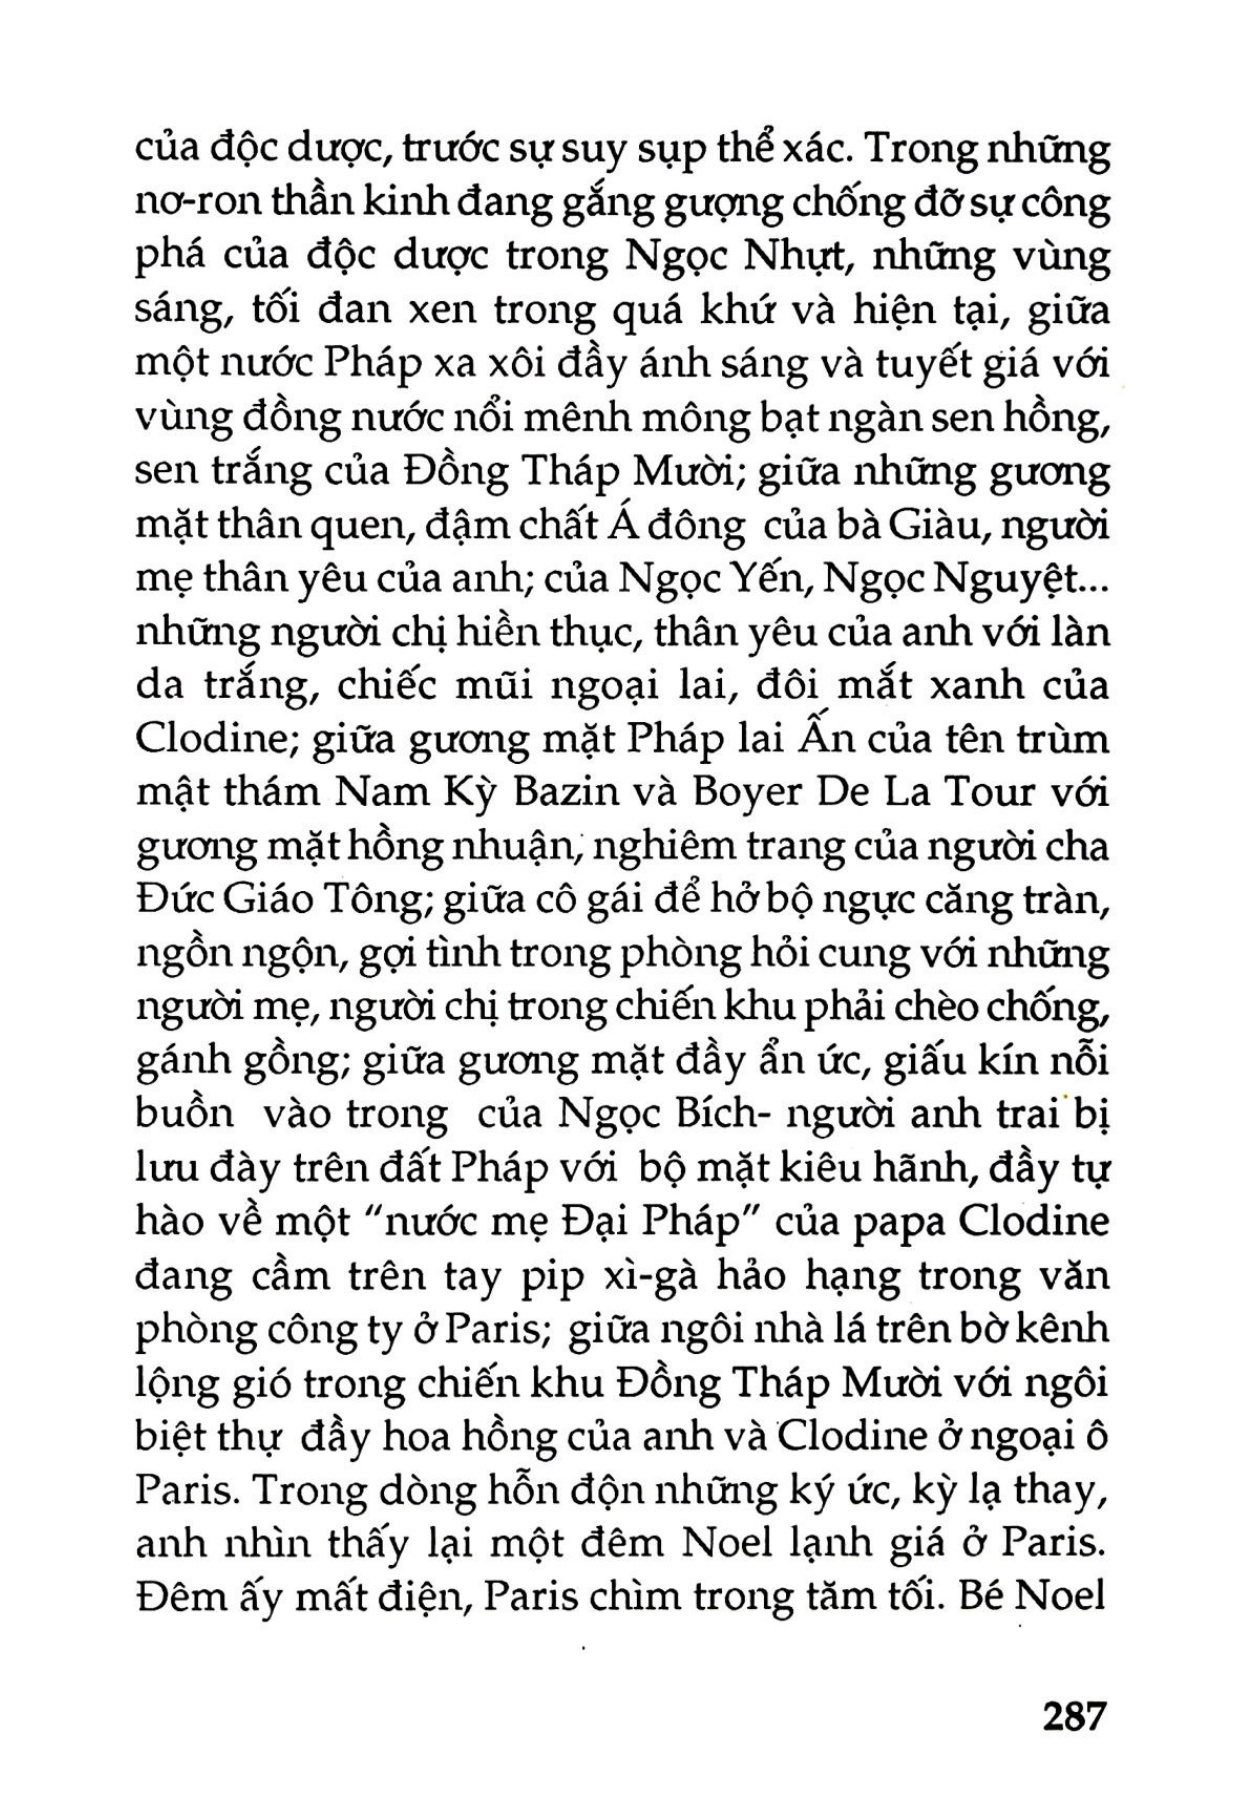 của độc dược, trước sự suy sụp thể xác. Trong những
nơ-ron thần kinh đang gắng gượng chống đỡ sự công
phá của độc dược trong Ngọc Nhựt, những vùng
sáng, tối đan xen trong quá khứ và hiện tại, giữa
một nước Pháp xa xôi đầy ánh sáng và tuyết giá với
vùng đồng nước nổi mênh mông bạt ngàn sen hồng,
sen trắng của Đồng Tháp Mười; giữa những gương
mặt thân quen, đậm chất Á đông của bà Giàu, người
mẹ thân yêu của anh; của Ngọc Yến, Ngọc Nguyệt...
những người chị hiền thục, thân yêu của anh với làn
da trắng, chiếc mũi ngoại lai, đôi mắt xanh của
Clodine; giữa gương mặt Pháp lai Ấn của tên trùm
mật thám Nam Kỳ Bazin và Boyer De La Tour với
gương mặt hồng nhuận, nghiêm trang của người cha
Đức Giáo Tông; giữa cô gái để hở bộ ngực căng tràn,
ngồn ngộn, gợi tình trong phòng hỏi cung với những
người mẹ, người chị trong chiến khu phải chèo chống,
gánh gồng; giữa gương mặt đầy ẩn ức, giấu kín nỗi
buồn vào trong của Ngọc Bích- người anh trai bị
lưu đày trên đất Pháp với bộ mặt kiêu hãnh, đầy tự
hào về một "nước mẹ Đại Pháp" của papa Clodine
đang cầm trên tay pip xì-gà hảo hạng trong văn
phòng công ty ở Paris; giữa ngôi nhà lá trên bờ kênh
lộng gió trong chiến khu Đồng Tháp Mười với ngôi
biệt thự đầy hoa hồng của anh và Clodine ở ngoại ô
Paris. Trong dòng hỗn độn những ký ức, kỳ lạ thay,
anh nhìn thấy lại một đêm Noel lạnh giá ở Paris.
Đêm ấy mất điện, Paris chìm trong tăm tối. Bé Noel
287